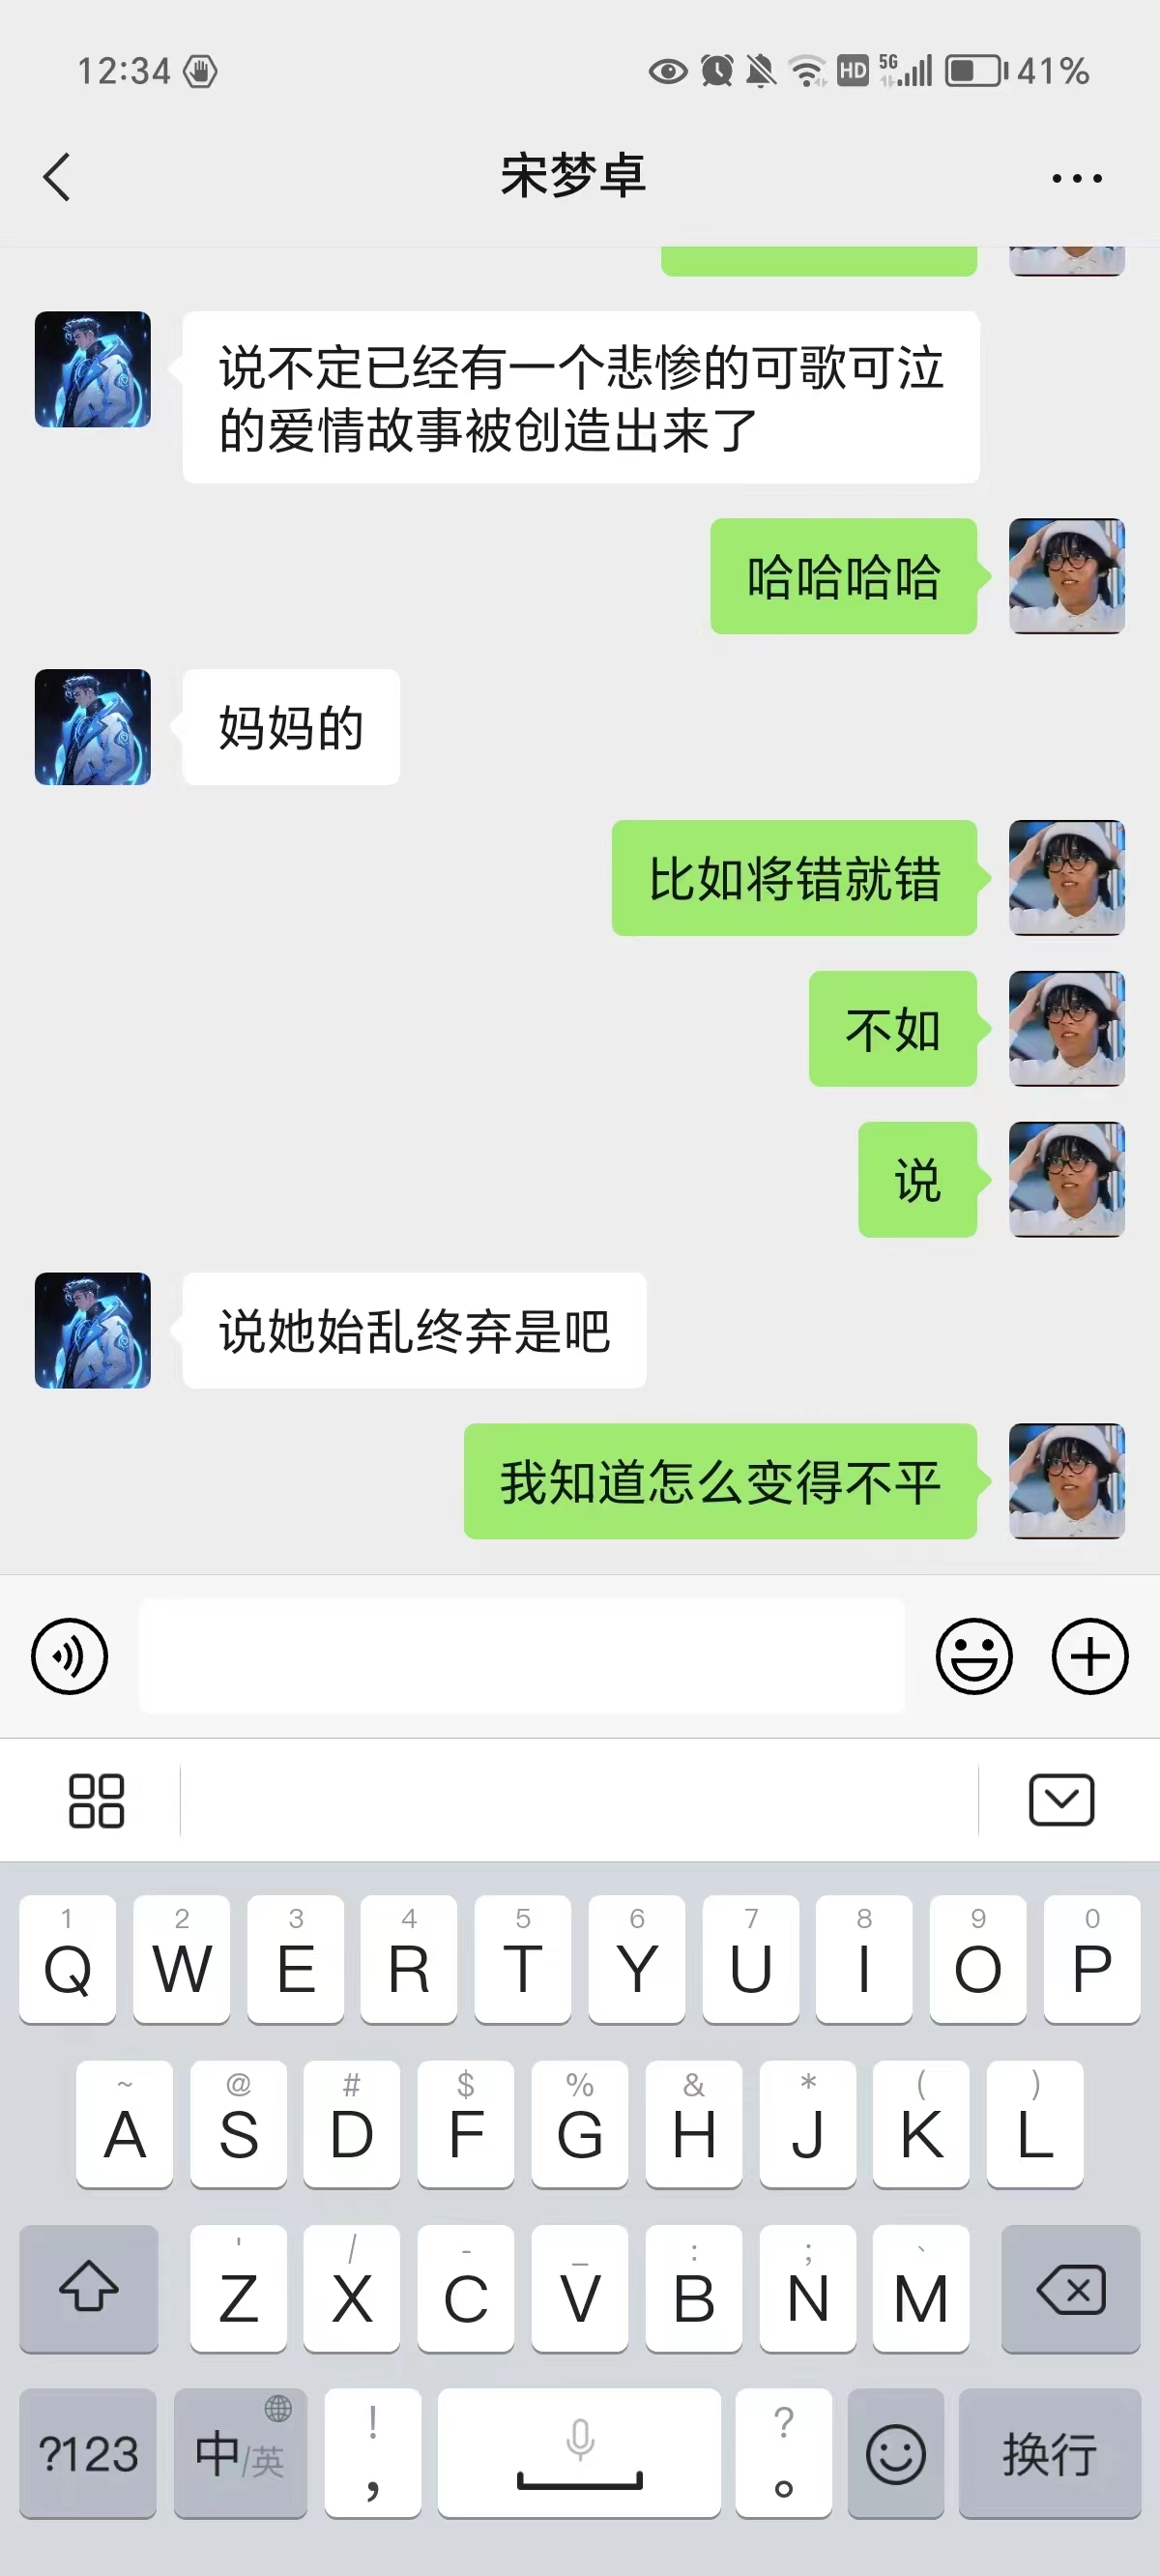 12:34
HD
5G
41%
宋梦卓
说不定已经有一个悲惨的可歌可泣
的爱情故事被创造出来了
哈哈哈哈
妈妈的
比如将错就错
不如
说
说她始乱终弃是吧
我知道怎么变得不平
1 2 3 4 5 6 7 8 9 0
Q W E R T Y U I O P
~ @ # $ % & * ( )
A S D F G H J K L
' / - _ : ; `
Z X C V B N M
! ?
?123 中/英 , 。 换行